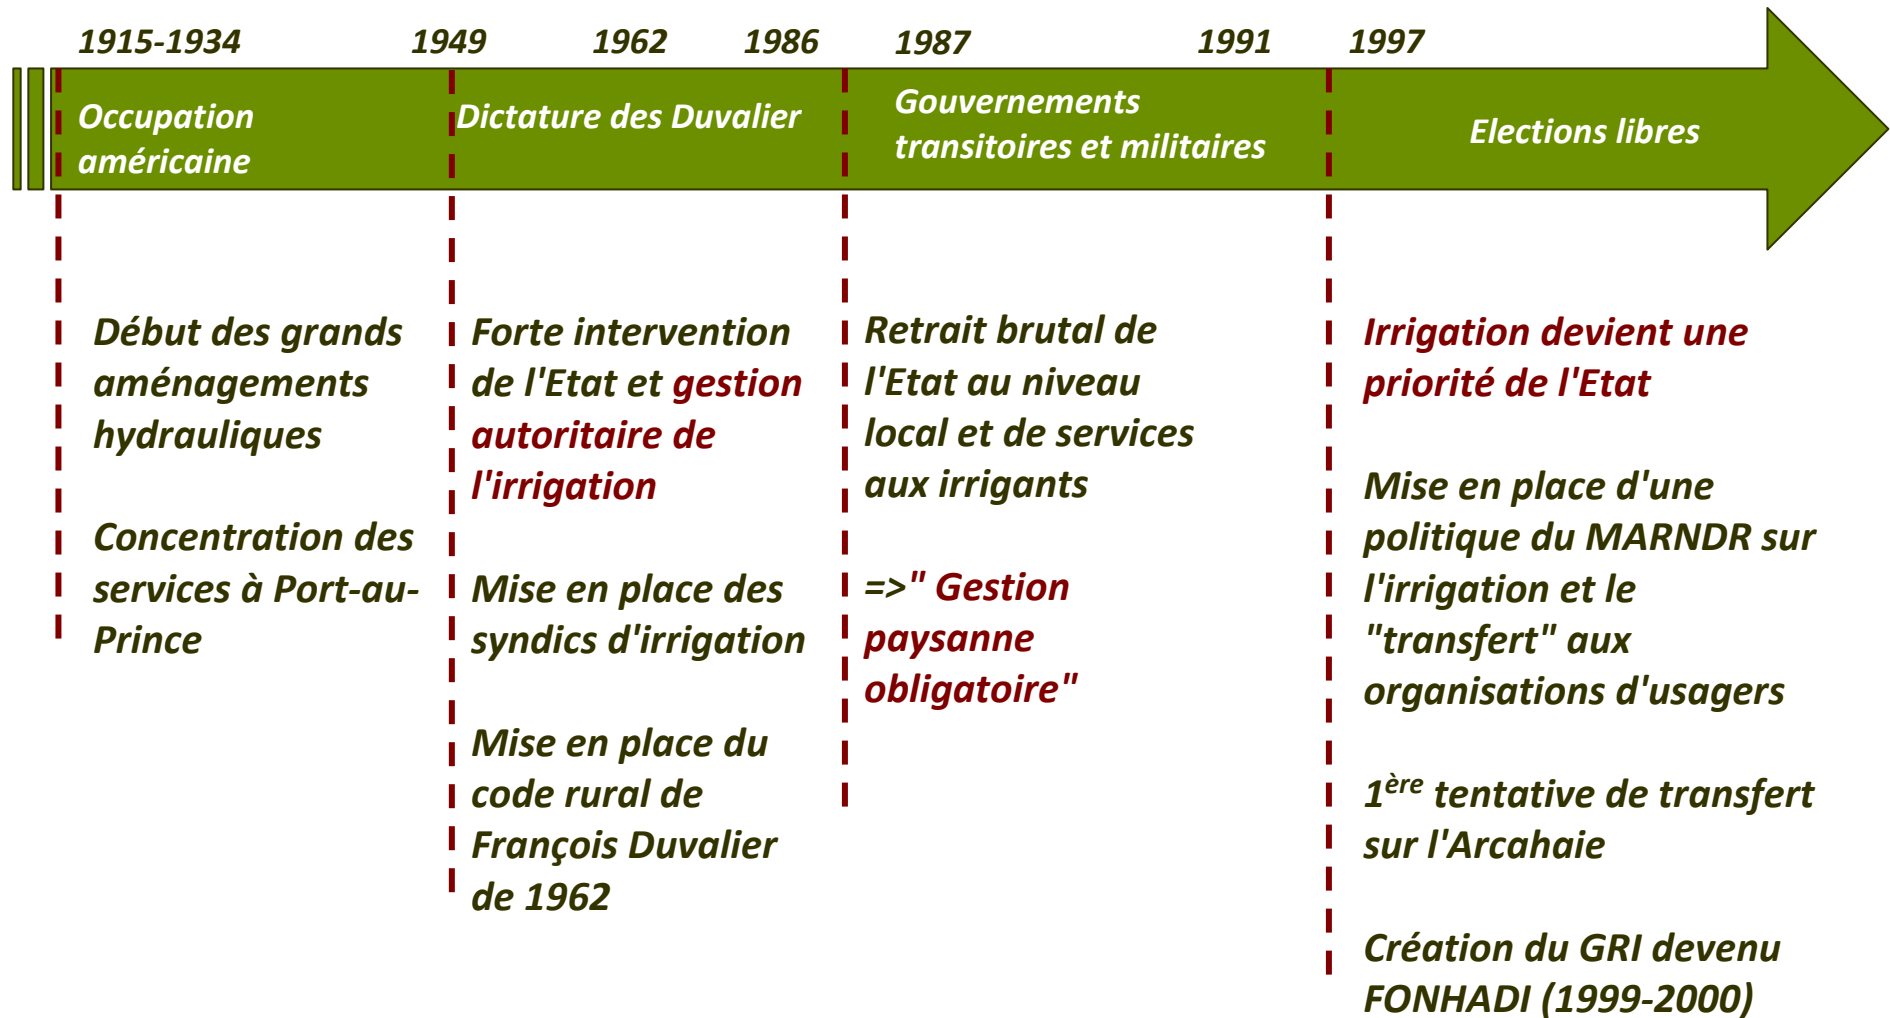 1915-1934 1949 1962 1986 1987 1991 1997
Occupation
américaine
Dictature des Duvalier
Gouvernements
transitoires et militaires
Elections libres
Début des grands
aménagements
hydrauliques
Concentration des
services à Port-au-
Prince
Forte intervention
de l'Etat et gestion
autoritaire de
l'irrigation
Mise en place des
syndics d'irrigation
Mise en place du
code rural de
François Duvalier
de 1962
Retrait brutal de
l'Etat au niveau
local et de services
aux irrigants
=>" Gestion
paysanne
obligatoire"
Irrigation devient une
priorité de l'Etat
Mise en place d'une
politique du MARNDR sur
l'irrigation et le
"transfert" aux
organisations d'usagers
1ère tentative de transfert
sur l'Arcahaie
Création du GRI devenu
FONHADI (1999-2000)